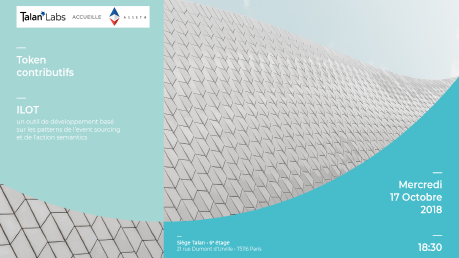 Talan Labs ACCUEILLE
Token
contributifs
ILOT
un outil de développement basé
sur les patterns de l'event sourcing
et de l'action semantics
Mercredi
17 Octobre
2018
Siège Talan - 6e étage
21 rue Dumont d'Urville - 75116 Paris
18:30